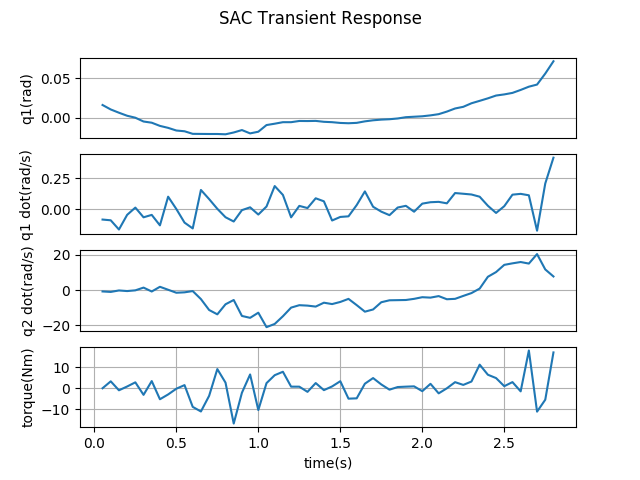 SAC Transient Response
q1(rad)
0.05
0.00
q1 dot(rad/s)
0.25
0.00
q2 dot(rad/s)
20
0
−20
torque(Nm)
10
0
−10
0.0 0.5 1.0 1.5 2.0 2.5
time(s)